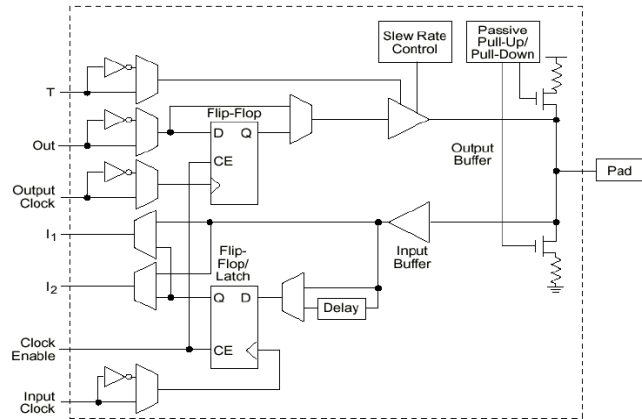 Slew Rate
Control
Passive
Pull-Up/
Pull-Down
T
Flip-Flop
D Q
Out
CE
Output
Buffer
Pad
Output
Clock
I1
Flip-
Flop/
Latch
Input
Buffer
I2
Q D
Delay
Clock
Enable
CE
Input
Clock